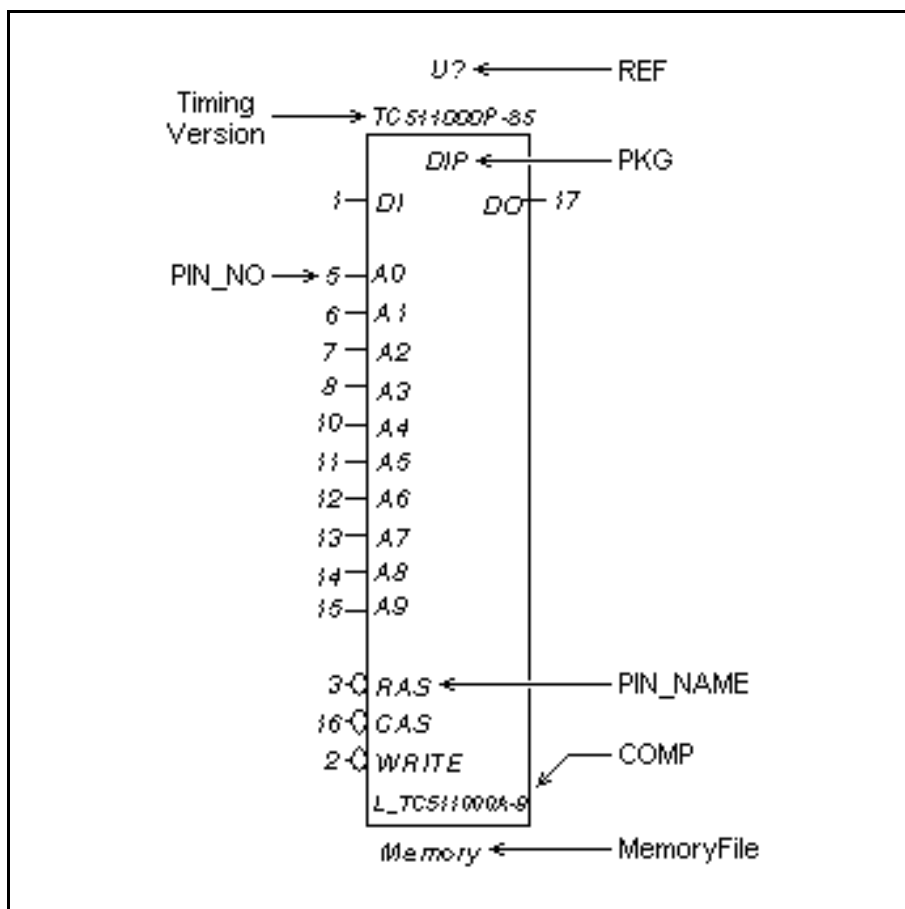 U? REF
Timing
Version
TC511000P-85
DIP PKG
1 DI DO 17
PIN_NO 5 A0
6 A1
7 A2
8 A3
10 A4
11 A5
12 A6
13 A7
14 A8
15 A9
3 RAS PIN_NAME
16 CAS
2 WRITE
COMP
L_TC511000A-8
Memory MemoryFile